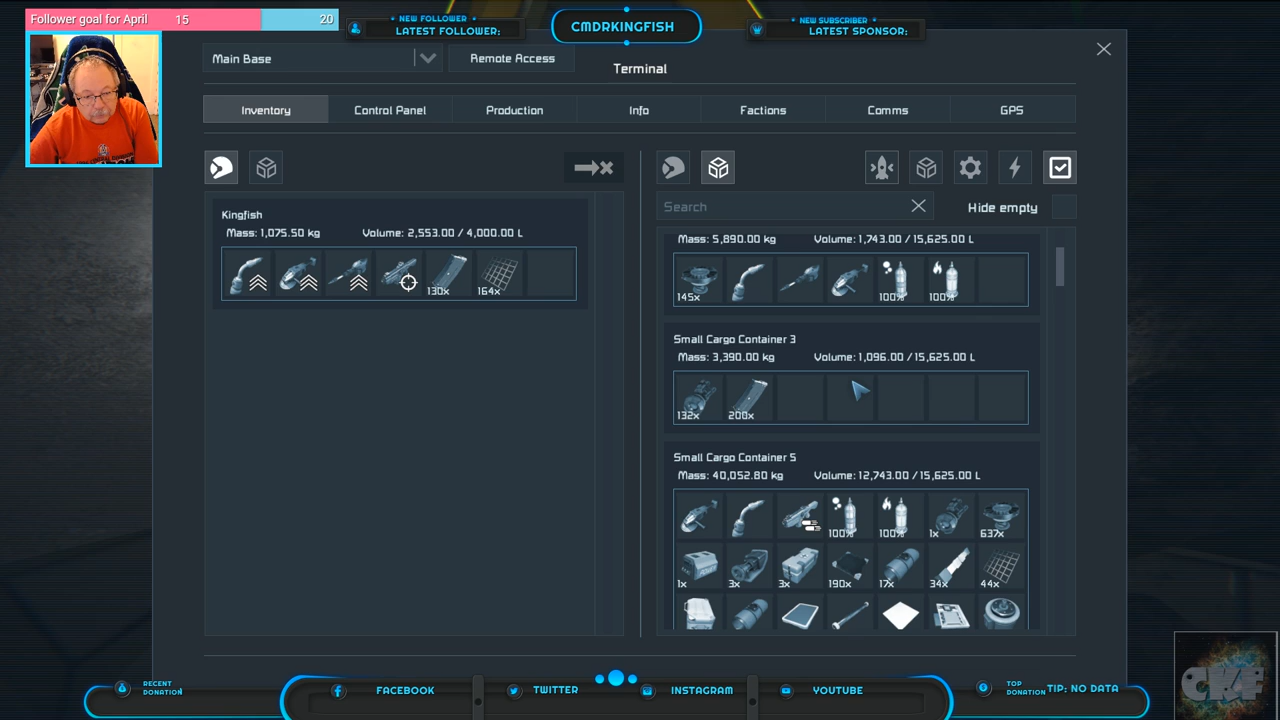 Follower goal for April 15 20
NEW FOLLOWER
LATEST FOLLOWER:
CMDRKINGFISH
NEW SUBSCRIBER
LATEST SPONSOR:
Main Base
Remote Access
Terminal
Inventory
Control Panel
Production
Info
Factions
Comms
GPS
Search
Hide empty
Kingfish
Mass: 1,075.50 kg Volume: 2,553.00 / 4,000.00 L
130x 164x
Mass: 5,890.00 kg Volume: 1,743.00 / 15,625.00 L
145x 100% 100%
Small Cargo Container 3
Mass: 3,390.00 kg Volume: 1,096.00 / 15,625.00 L
132x 200x
Small Cargo Container 5
Mass: 40,052.80 kg Volume: 12,743.00 / 15,625.00 L
100% 100% 1x 637x
1x 3x 3x 190x 17x 34x 44x
RECENT
DONATION
FACEBOOK
TWITTER
INSTAGRAM
YOUTUBE
TOP
DONATION
TIP: NO DATA
CKF